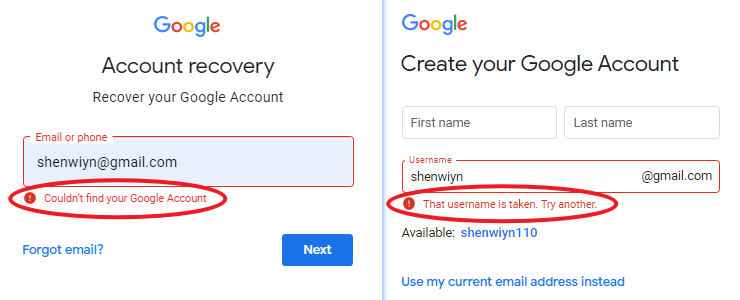 Google
Account recovery
Recover your Google Account
Email or phone
shenwiyn@gmail.com
Couldn't find your Google Account
Forgot email?
Next
Google
Create your Google Account
First name
Last name
Username
shenwiyn
@gmail.com
That username is taken. Try another.
Available: shenwiyn110
Use my current email address instead